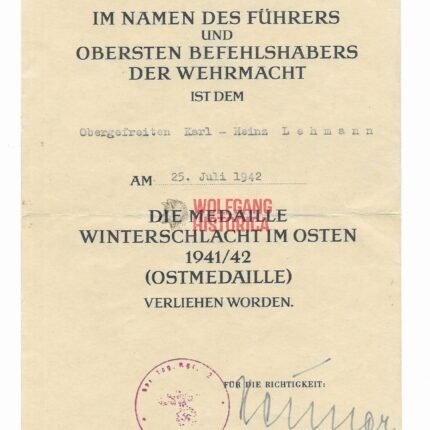 IM NAMEN DES FÜHRERS
UND
OBERSTEN BEFEHLSHABERS
DER WEHRMACHT
IST DEM
Obergefreiten Karl - Heinz Lehmann
AM 25. Juli 1942
WOLFGANG
HISTORICA
DIE MEDAILLE
WINTERSCHLACHT IM OSTEN
1941/42
(OSTMEDAILLE)
VERLIEHEN WORDEN.
FÜR DIE RICHTIGKEIT: